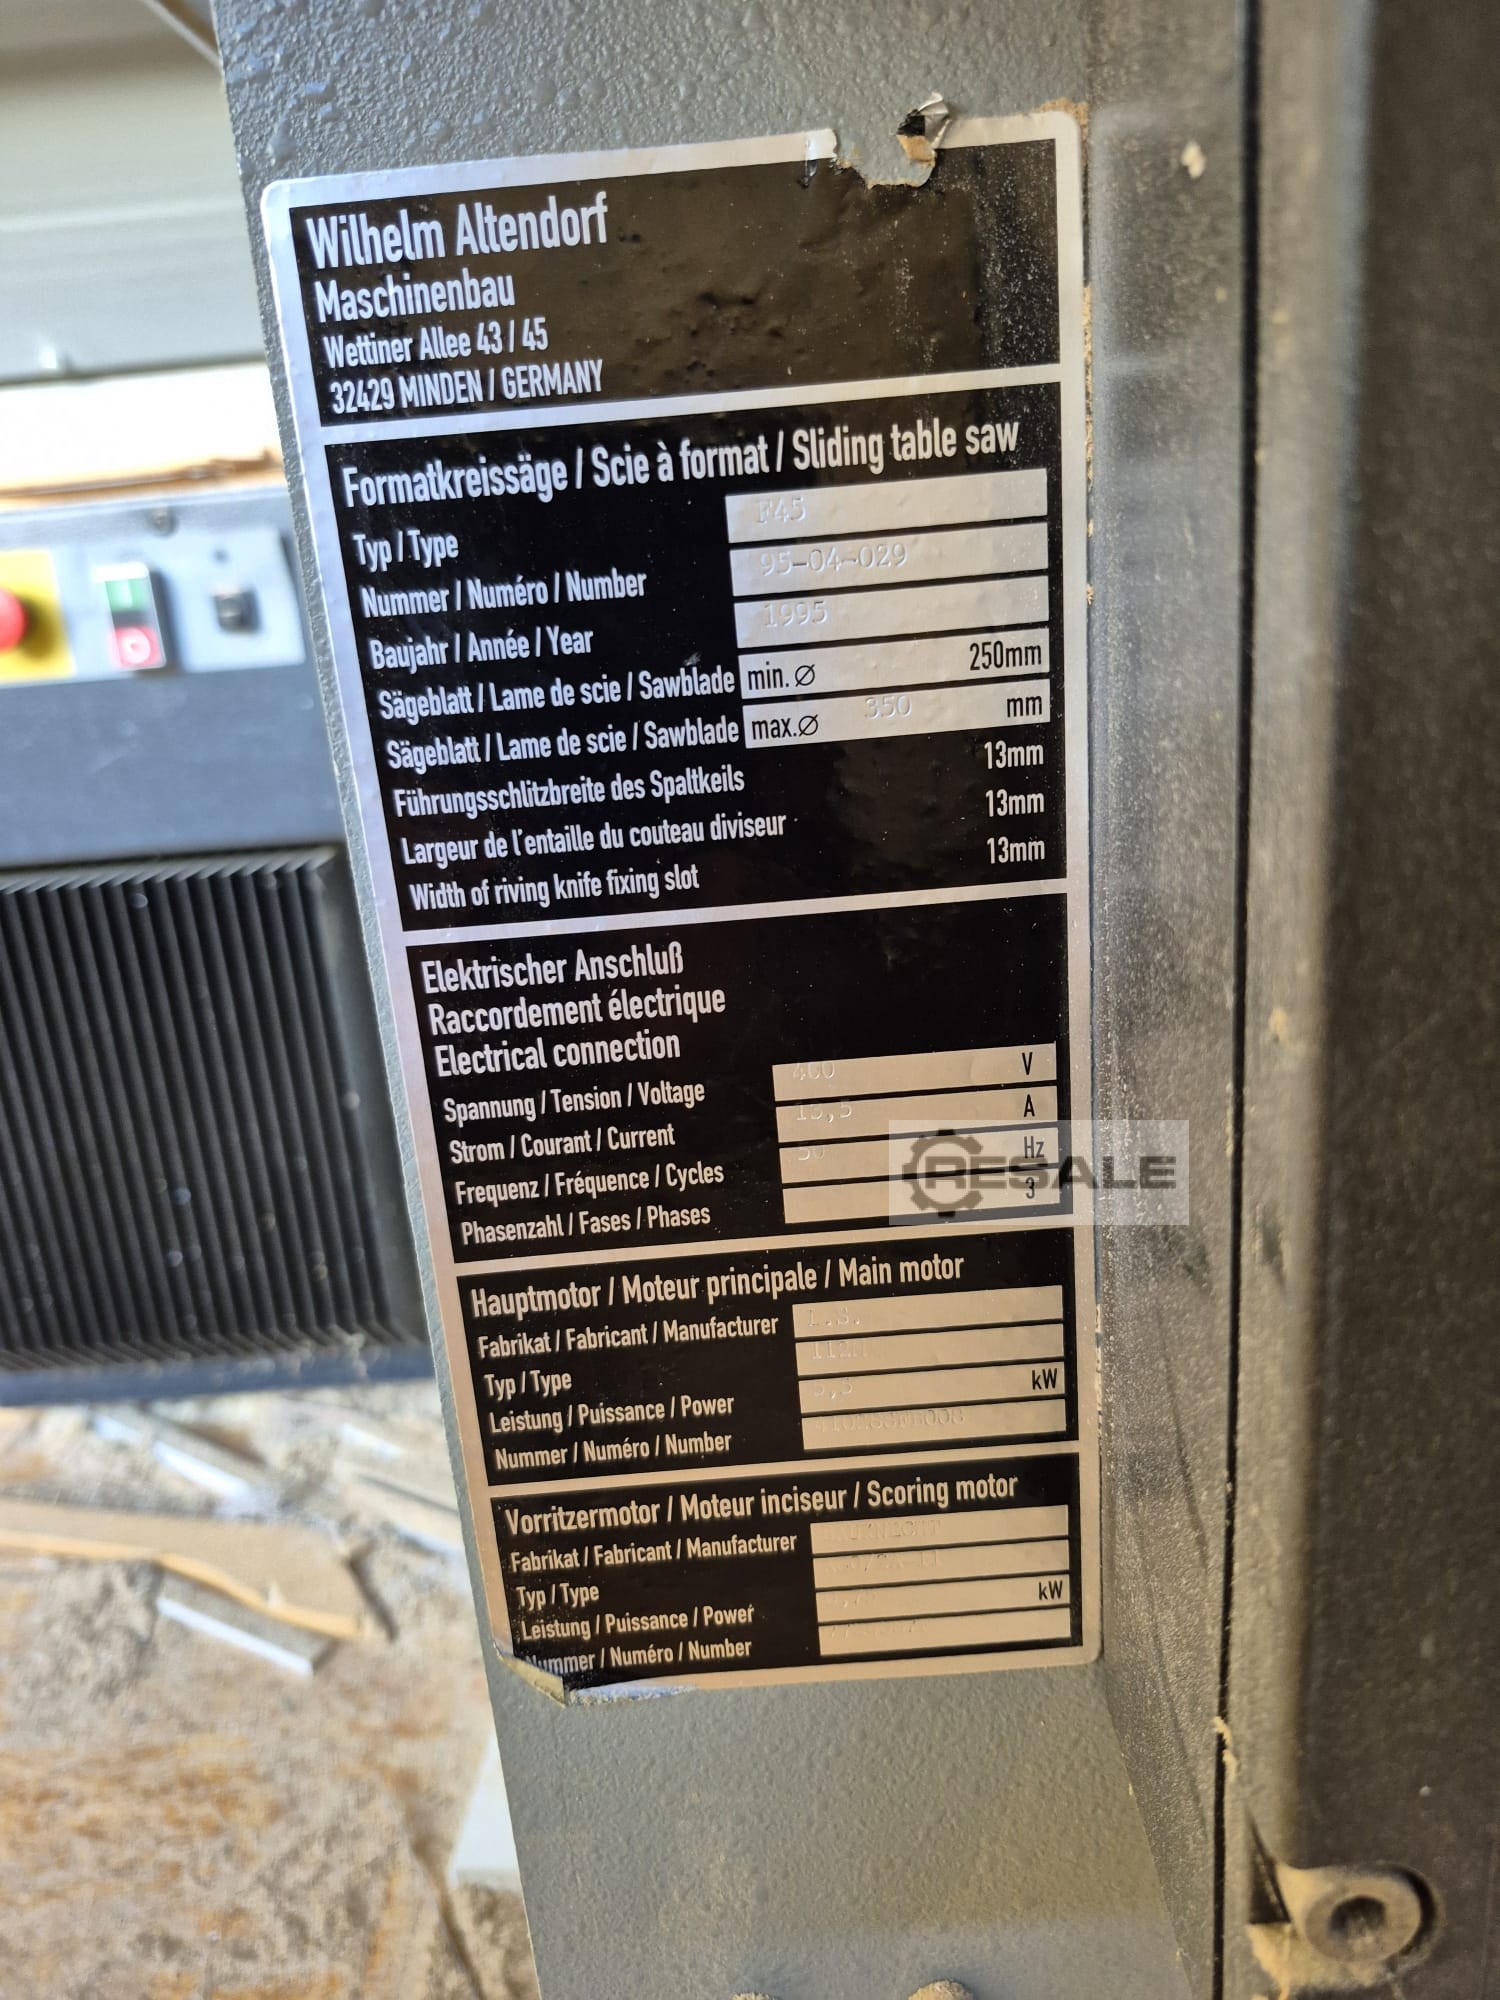 Wilhelm Altendorf
Maschinenbau
Wettiner Allee 43 / 45
32429 MINDEN / GERMANY
Formatkreissäge / Scie à format / Sliding table saw
Typ / Type F45
Nummer / Numéro / Number 95-04-029
Baujahr / Année / Year 1995
Sägeblatt / Lame de scie / Sawblade min. Ø 250mm
Sägeblatt / Lame de scie / Sawblade max. Ø 350 mm
Führungsschlitzbreite des Spaltkeils 13mm
Largeur de l'entaille du couteau diviseur 13mm
Width of riving knife fixing slot 13mm
Elektrischer Anschluß
Raccordement électrique
Electrical connection
Spannung / Tension / Voltage 400 V
Strom / Courant / Current A
Frequenz / Fréquence / Cycles 50 Hz
Phasenzahl / Fases / Phases 3
RESALE
Hauptmotor / Moteur principale / Main motor
Fabrikat / Fabricant / Manufacturer
Typ / Type
Leistung / Puissance / Power kW
Nummer / Numéro / Number
Vorritzermotor / Moteur inciseur / Scoring motor
Fabrikat / Fabricant / Manufacturer
Typ / Type
Leistung / Puissance / Power kW
Nummer / Numéro / Number